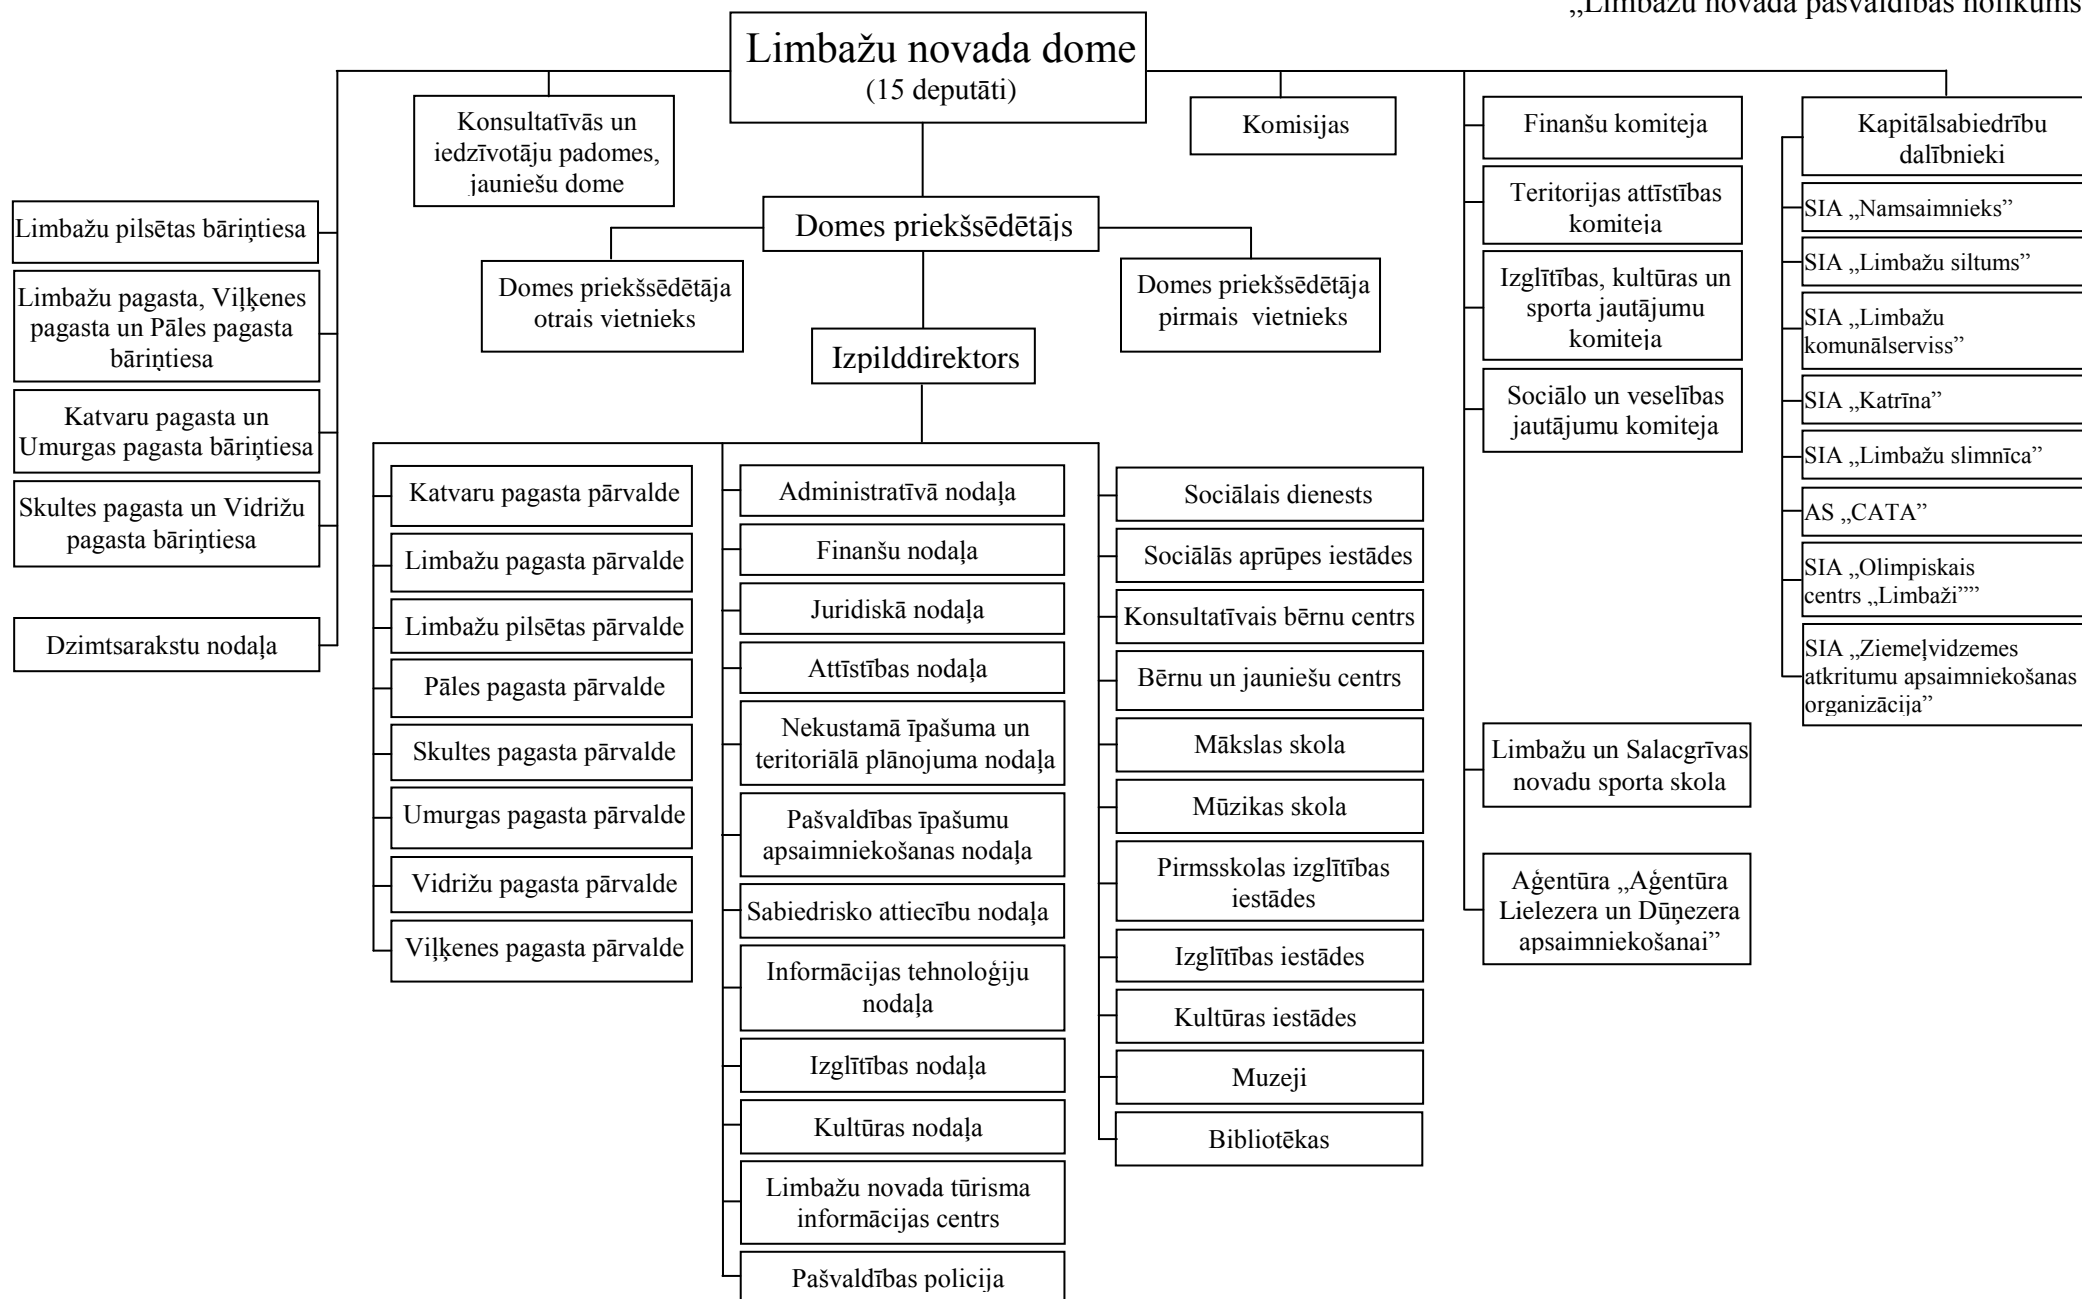 „Limbažu novada pašvaldības nolikums
Limbažu novada dome
(15 deputāti)
Konsultatīvās un
iedzīvotāju padomes,
jauniešu dome
Komisijas
Finanšu komiteja
Teritorijas attīstības
komiteja
Izglītības, kultūras un
sporta jautājumu
komiteja
Sociālo un veselības
jautājumu komiteja
Limbažu un Salacgrīvas
novadu sporta skola
Aģentūra „Aģentūra
Lielezera un Dūņezera
apsaimniekošanai”
Kapitālsabiedrību
dalībnieki
SIA „Namsaimnieks”
SIA „Limbažu siltums”
SIA „Limbažu
komunālserviss”
SIA „Katrīna”
SIA „Limbažu slimnīca”
AS „CATA”
SIA „Olimpiskais
centrs „Limbaži””
SIA „Ziemeļvidzemes
atkritumu apsaimniekošanas
organizācija”
Limbažu pilsētas bāriņtiesa
Limbažu pagasta, Viļķenes
pagasta un Pāles pagasta
bāriņtiesa
Katvaru pagasta un
Umurgas pagasta bāriņtiesa
Skultes pagasta un Vidrižu
pagasta bāriņtiesa
Dzimtsarakstu nodaļa
Domes priekšsēdētājs
Domes priekšsēdētāja
otrais vietnieks
Domes priekšsēdētāja
pirmais vietnieks
Izpilddirektors
Katvaru pagasta pārvalde
Limbažu pagasta pārvalde
Limbažu pilsētas pārvalde
Pāles pagasta pārvalde
Skultes pagasta pārvalde
Umurgas pagasta pārvalde
Vidrižu pagasta pārvalde
Viļķenes pagasta pārvalde
Administratīvā nodaļa
Finanšu nodaļa
Juridiskā nodaļa
Attīstības nodaļa
Nekustamā īpašuma un
teritoriālā plānojuma nodaļa
Pašvaldības īpašumu
apsaimniekošanas nodaļa
Sabiedrisko attiecību nodaļa
Informācijas tehnoloģiju
nodaļa
Izglītības nodaļa
Kultūras nodaļa
Limbažu novada tūrisma
informācijas centrs
Pašvaldības policija
Sociālais dienests
Sociālās aprūpes iestādes
Konsultatīvais bērnu centrs
Bērnu un jauniešu centrs
Mākslas skola
Mūzikas skola
Pirmsskolas izglītības
iestādes
Izglītības iestādes
Kultūras iestādes
Muzeji
Bibliotēkas